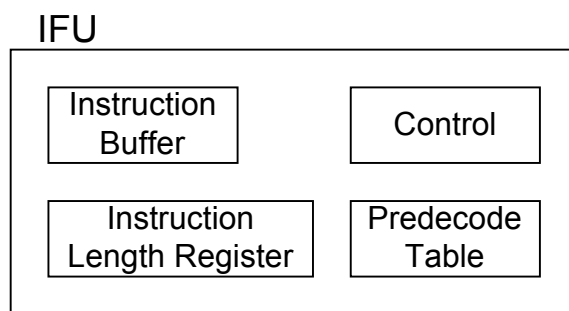 IFU
Instruction
Buffer
Control
Instruction
Length Register
Predecode
Table